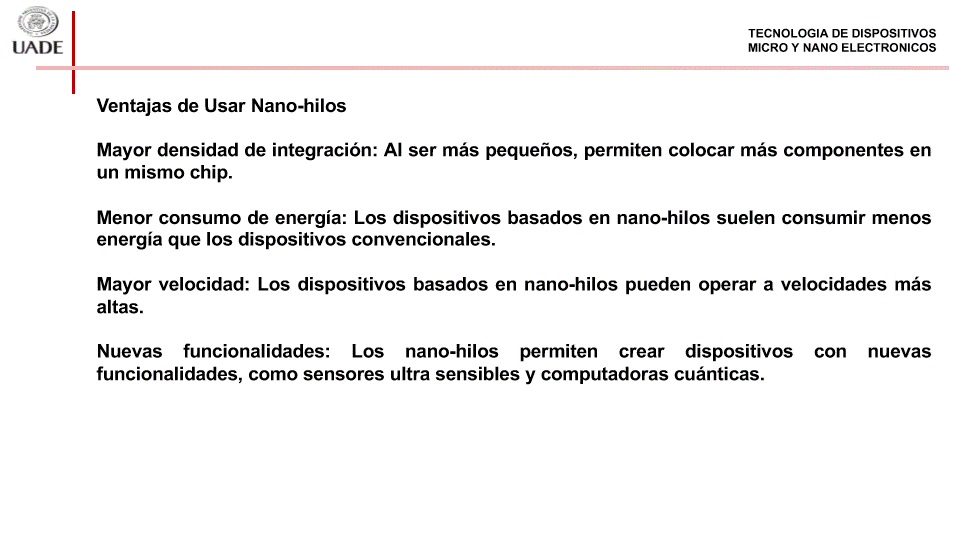 UADE
TECNOLOGIA DE DISPOSITIVOS
MICRO Y NANO ELECTRONICOS
Ventajas de Usar Nano-hilos
Mayor densidad de integración: Al ser más pequeños, permiten colocar más componentes en
un mismo chip.
Menor consumo de energía: Los dispositivos basados en nano-hilos suelen consumir menos
energía que los dispositivos convencionales.
Mayor velocidad: Los dispositivos basados en nano-hilos pueden operar a velocidades más
altas.
Nuevas funcionalidades: Los nano-hilos permiten crear dispositivos con nuevas
funcionalidades, como sensores ultra sensibles y computadoras cuánticas.